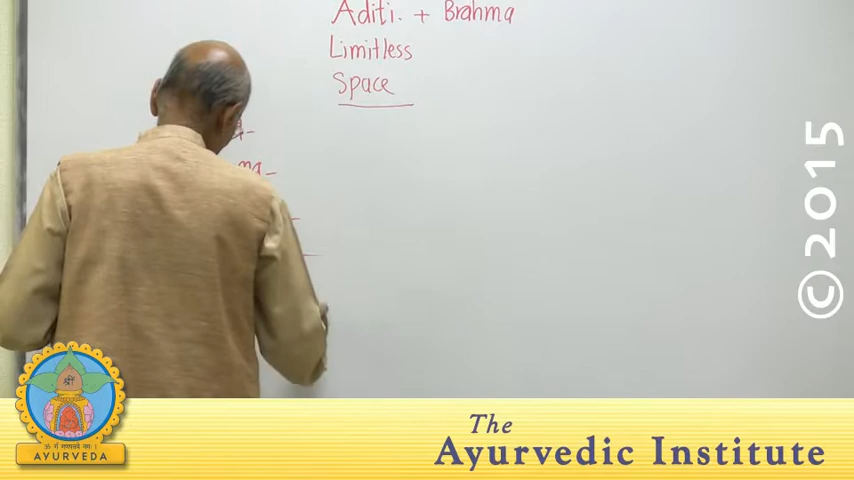 Aditi. + Brahma
Limitless
Space
©2015
The
Ayurvedic Institute
AYURVEDA